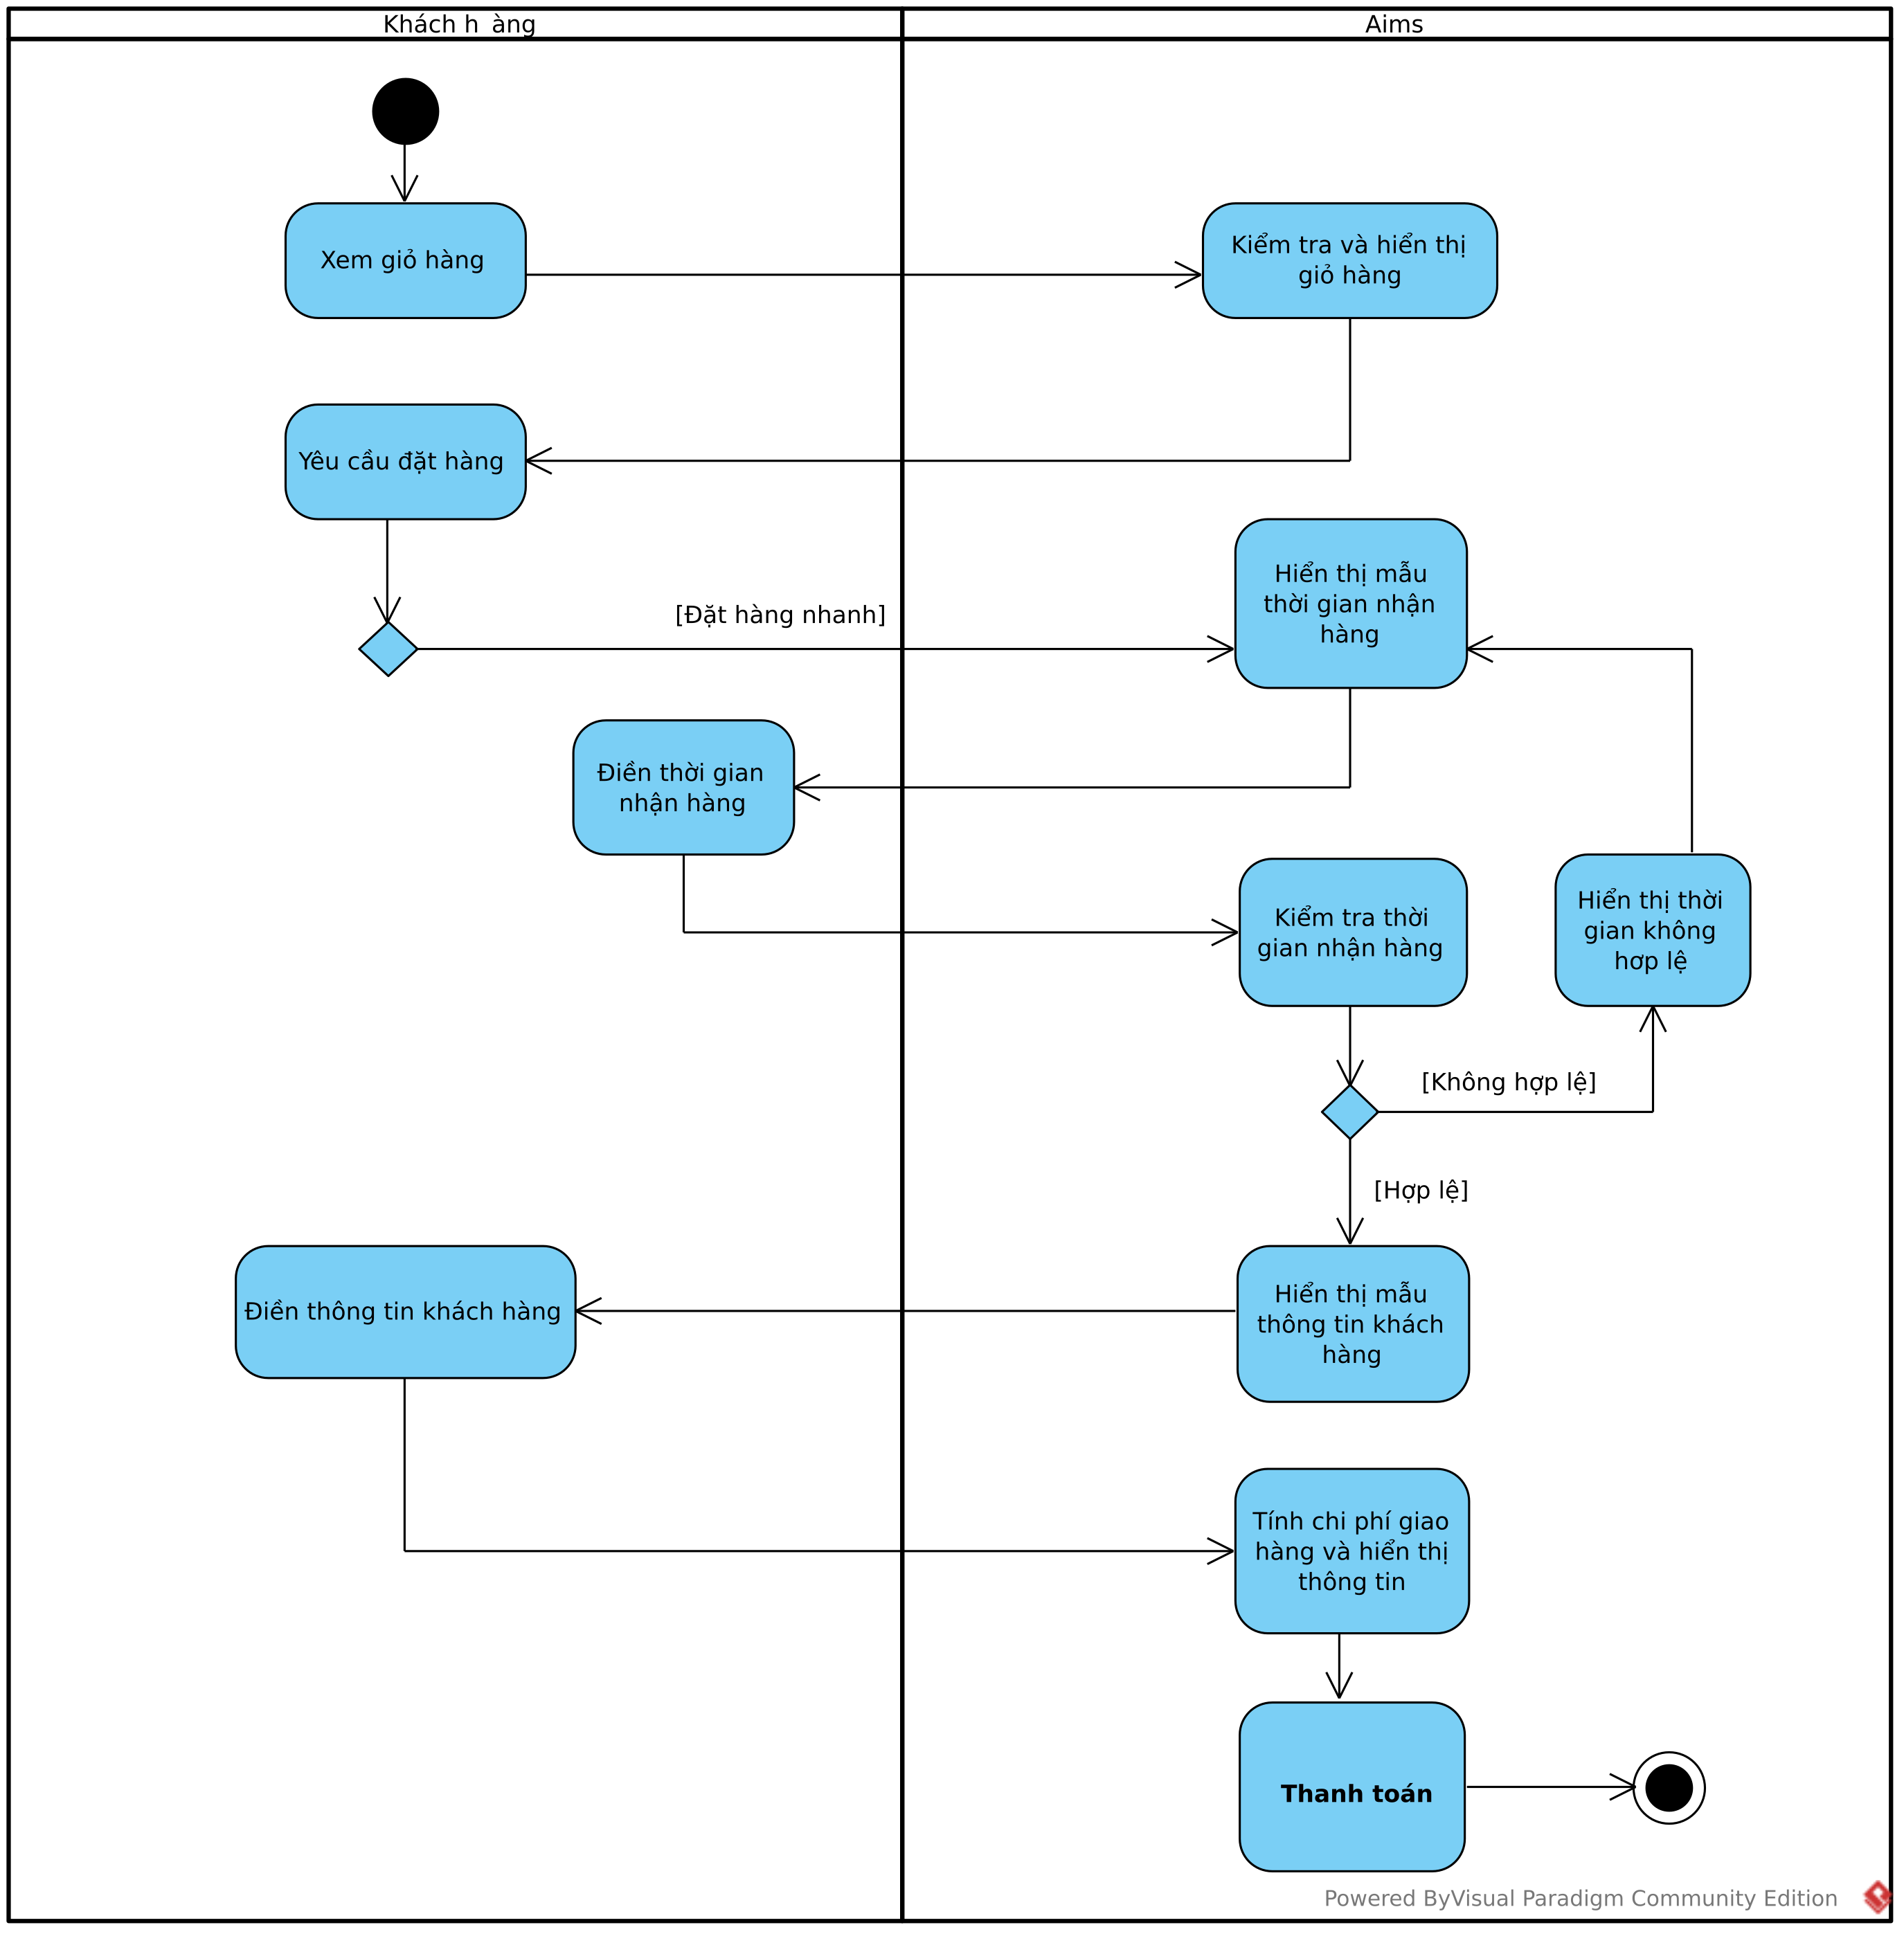 Khách h àng
Aims
Xem giỏ hàng
Kiểm tra và hiển thị
giỏ hàng
Yêu cầu đặt hàng
Hiển thị mẫu
thời gian nhận
hàng
[Đặt hàng nhanh]
Điền thời gian
nhận hàng
Kiểm tra thời
gian nhận hàng
Hiển thị thời
gian không
hơp lệ
[Không hợp lệ]
[Hợp lệ]
Điền thông tin khách hàng
Hiển thị mẫu
thông tin khách
hàng
Tính chi phí giao
hàng và hiển thị
thông tin
Thanh toán
Powered ByVisual Paradigm Community Edition